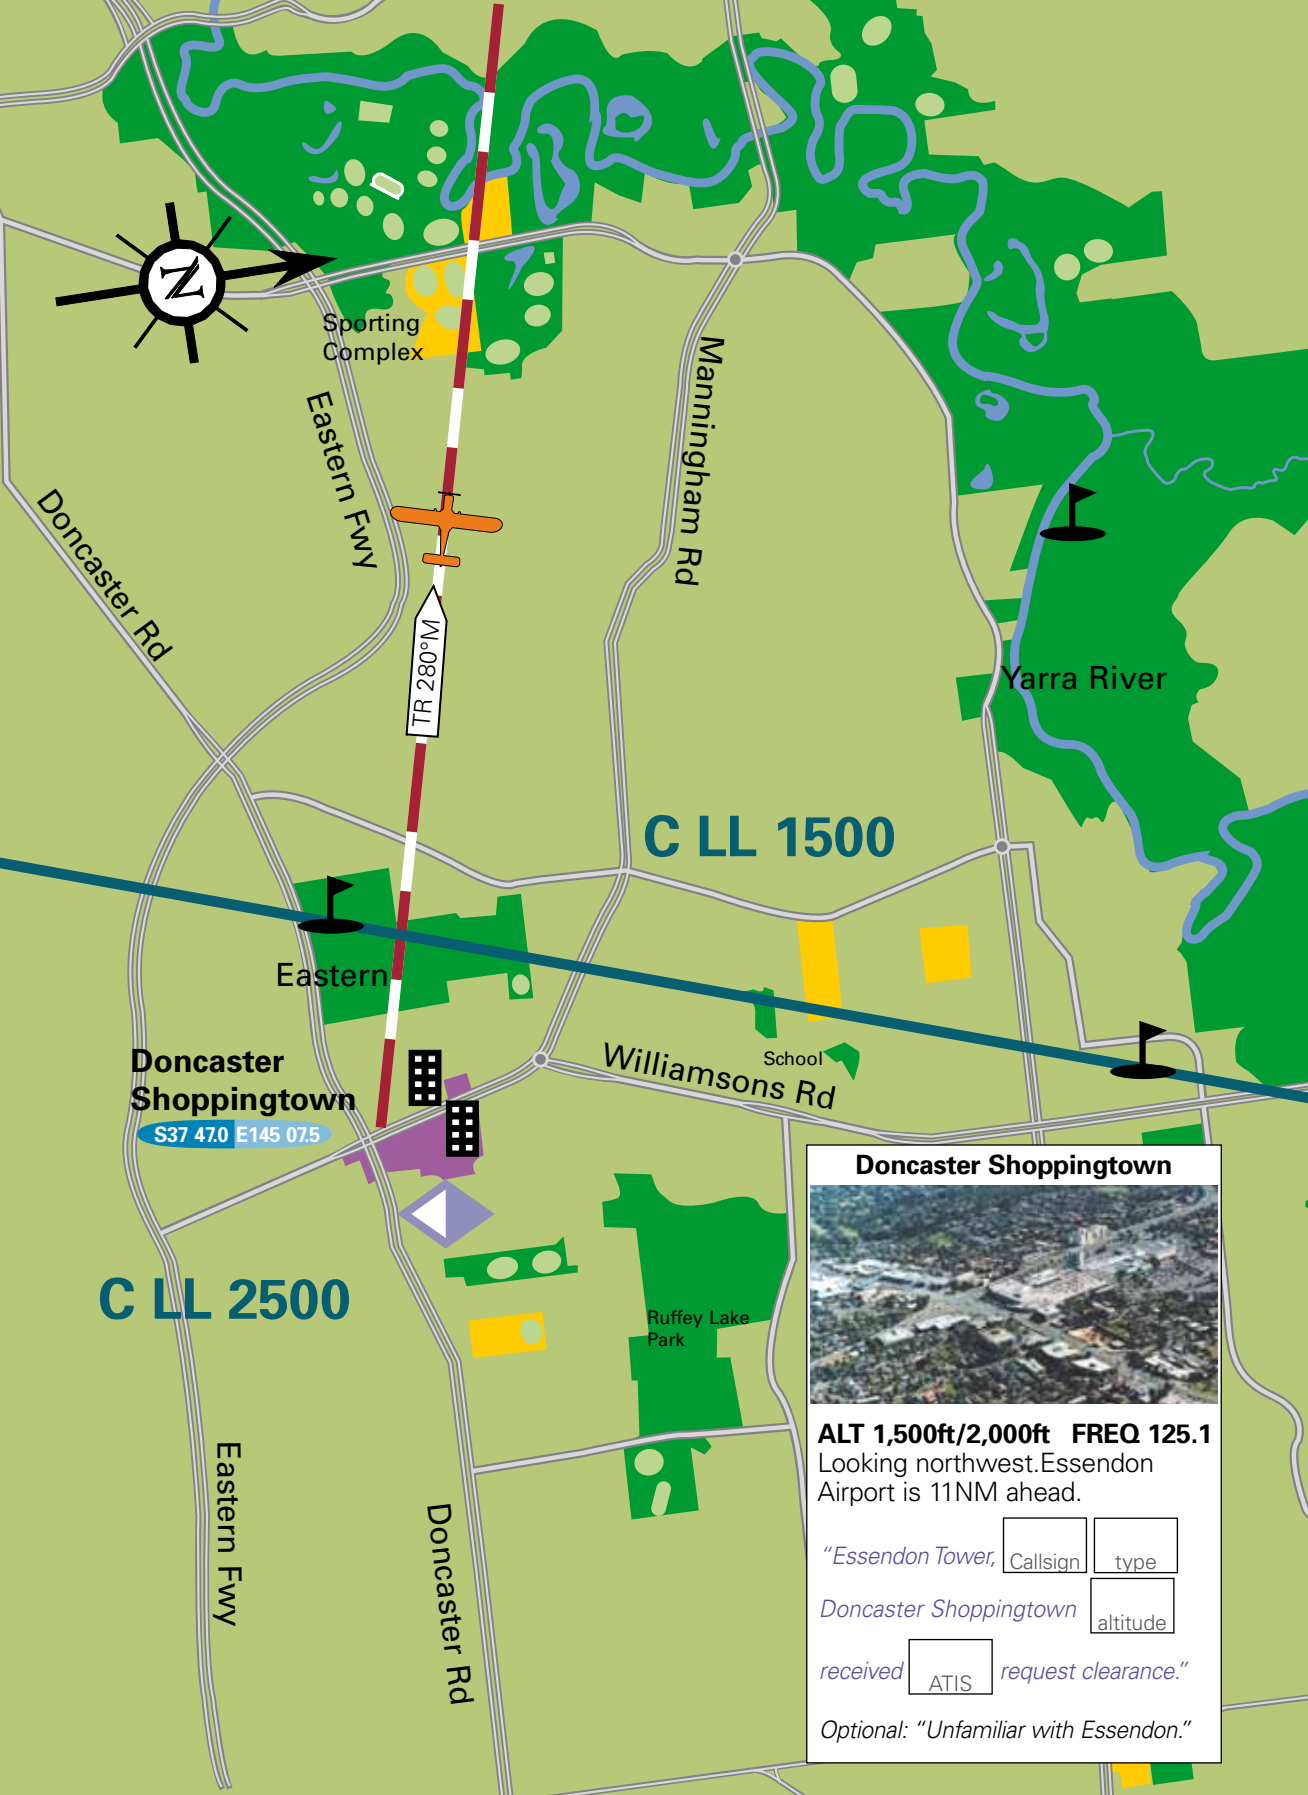 N
Sporting
Complex
Eastern Fwy
Manningham Rd
Doncaster Rd
TR 280°M
Yarra River
C LL 1500
Eastern
Doncaster
Shoppingtown
S37 47.0 E145 07.5
Williamsons Rd
School
C LL 2500
Ruffey Lake
Park
Eastern Fwy
Doncaster Rd
Doncaster Shoppingtown
ALT 1,500ft/2,000ft FREQ 125.1
Looking northwest.Essendon
Airport is 11NM ahead.
“Essendon Tower, Callsign type
Doncaster Shoppingtown altitude
received ATIS request clearance.”
Optional: “Unfamiliar with Essendon.”